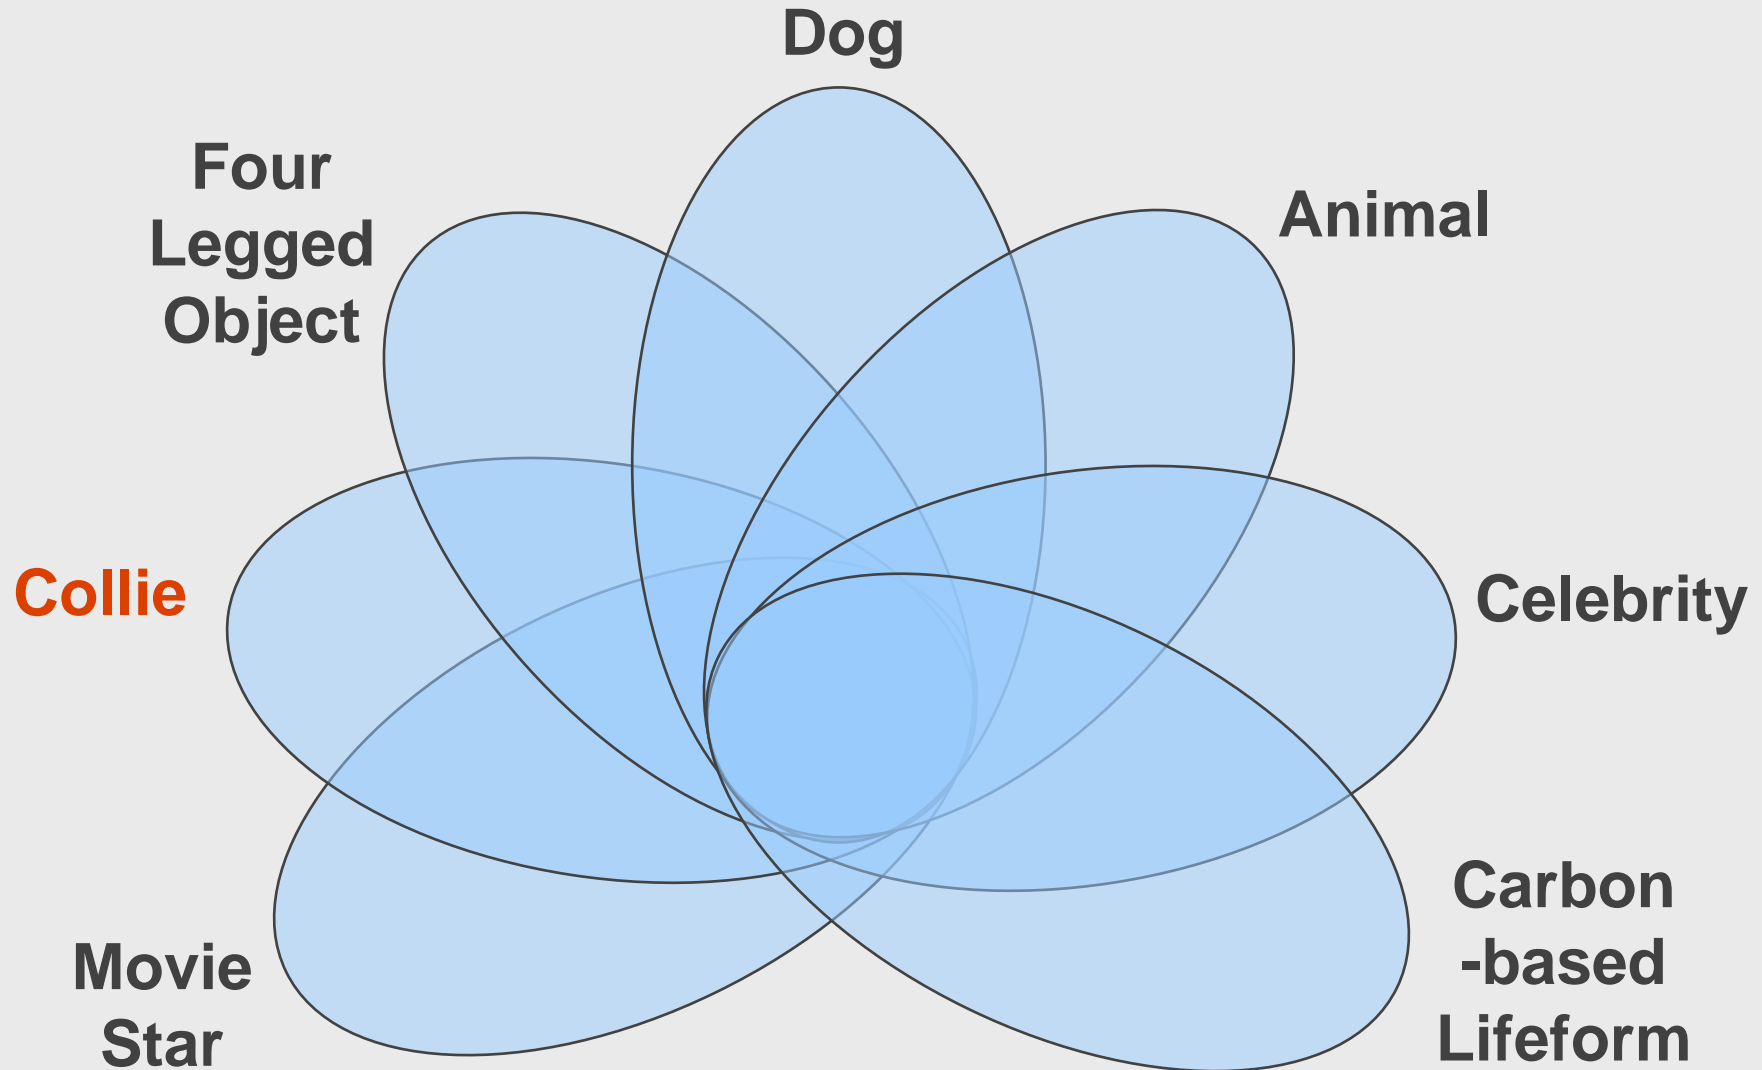 Dog
Four
Legged
Object
Animal
Collie
Celebrity
Movie
Star
Carbon
-based
Lifeform